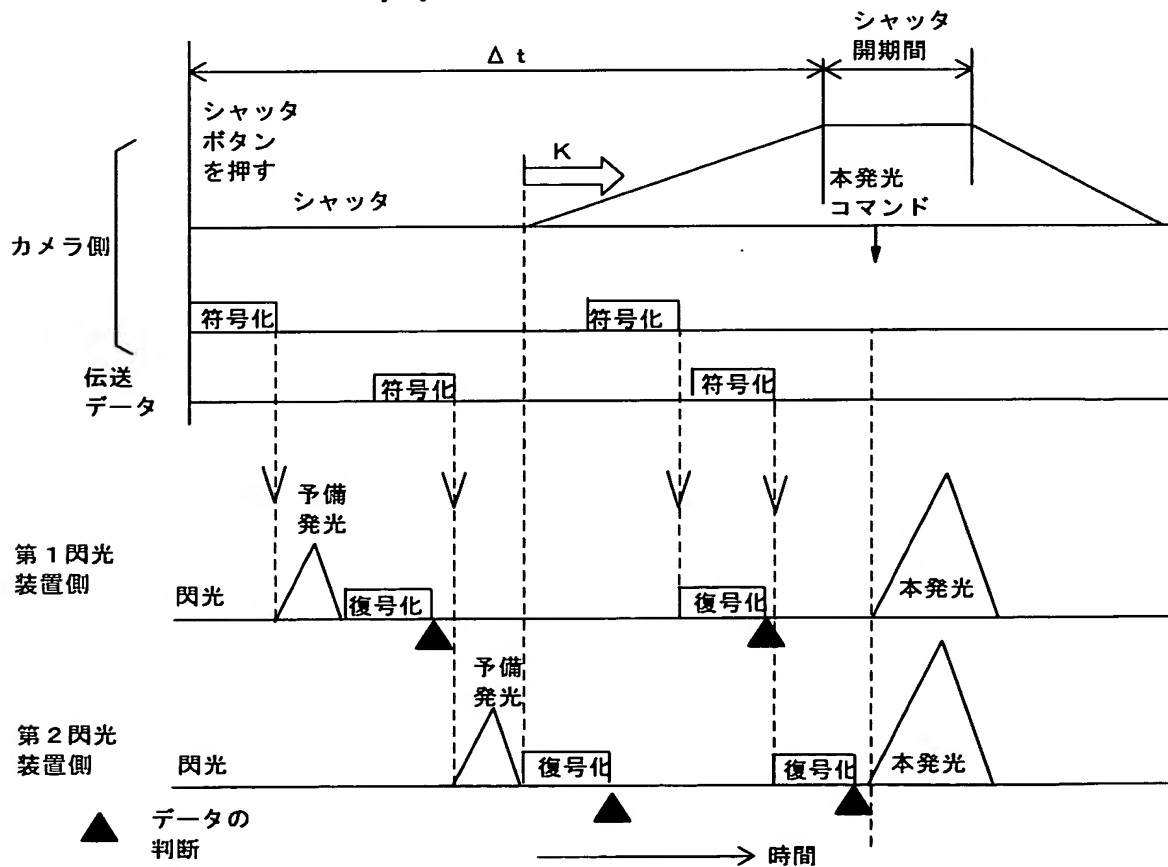 シャッタ
開期間
Δt
シャッタ
ボタン
を押す
K
シャッタ
本発光
コマンド
カメラ側
符号化
符号化
伝送
データ
符号化
符号化
予備
発光
第1閃光
装置側
閃光
復号化
復号化
本発光
予備
発光
第2閃光
装置側
閃光
復号化
復号化
本発光
データの
判断
時間